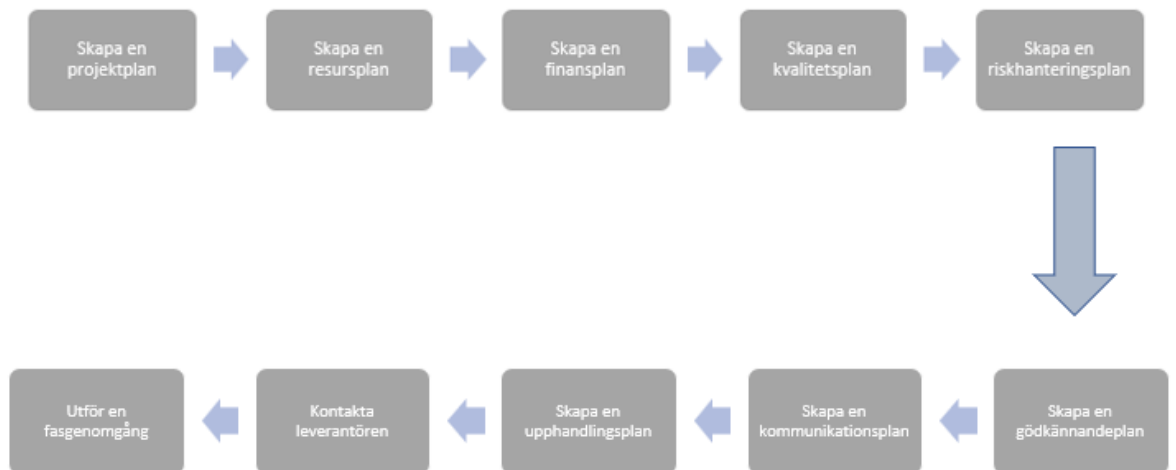 Skapa en
projektplan
Skapa en
resursplan
Skapa en
finansplan
Skapa en
kvalitetsplan
Skapa en
riskhanteringsplan
Skapa en
gödkännandeplan
Skapa en
kommunikationsplan
Skapa en
upphandlingsplan
Kontakta
leverantören
Utför en
fasgenomgång